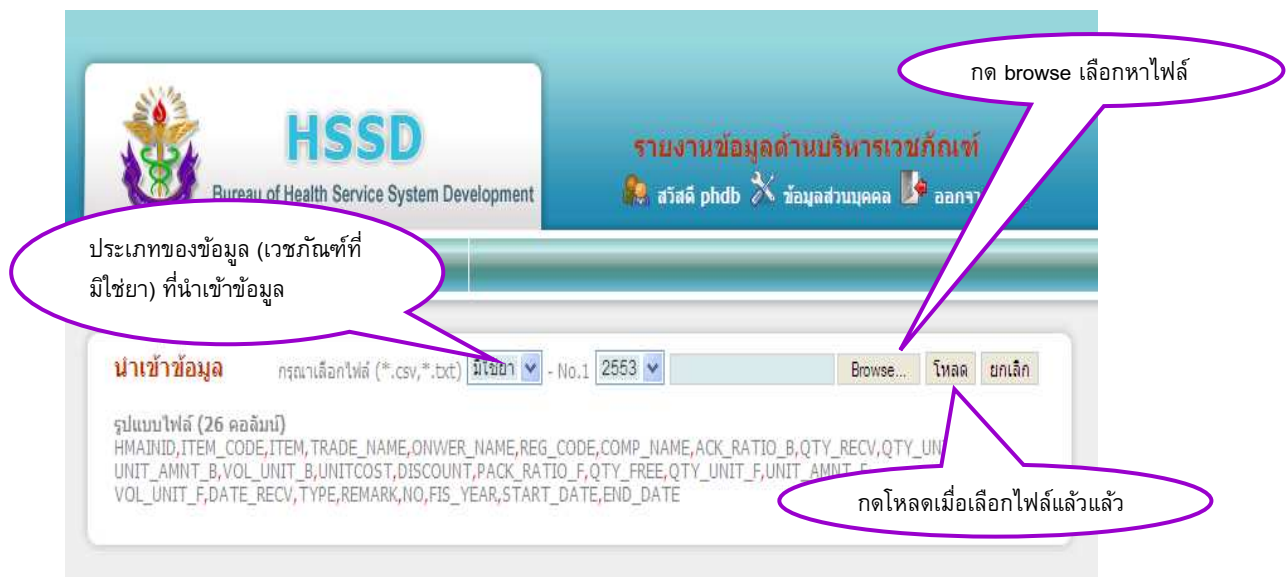 กด browse เลือกหาไฟล์
HSSD
Bureau of Health Service System Development
รายงานข้อมูลด้านบริหารเวชภัณฑ์
สวัสดี phdb ข้อมูลส่วนบุคคล
ประเภทของข้อมูล (เวชภัณฑ์ที่
มิใช่ยา) ที่นำเข้าข้อมูล
นำเข้าข้อมูล กรุณาเลือกไฟล์ (*.csv,*.txt) มิใช่ยา - No.1 2553 Browse... โหลด ยกเลิก
รูปแบบไฟล์ (26 คอลัมน์)
HMAINID,ITEM_CODE,ITEM,TRADE_NAME,ONWER_NAME,REG_CODE,COMP_NAME,ACK_RATIO_B,QTY_RECV,QTY_UN
UNIT_AMNT_B,VOL_UNIT_B,UNITCOST,DISCOUNT,PACK_RATIO_F,QTY_FREE,QTY_UNIT_F,UNIT_AMNT_F
VOL_UNIT_F,DATE_RECV,TYPE,REMARK,NO,FIS_YEAR,START_DATE,END_DATE
กดโหลดเมื่อเลือกไฟล์แล้วแล้ว